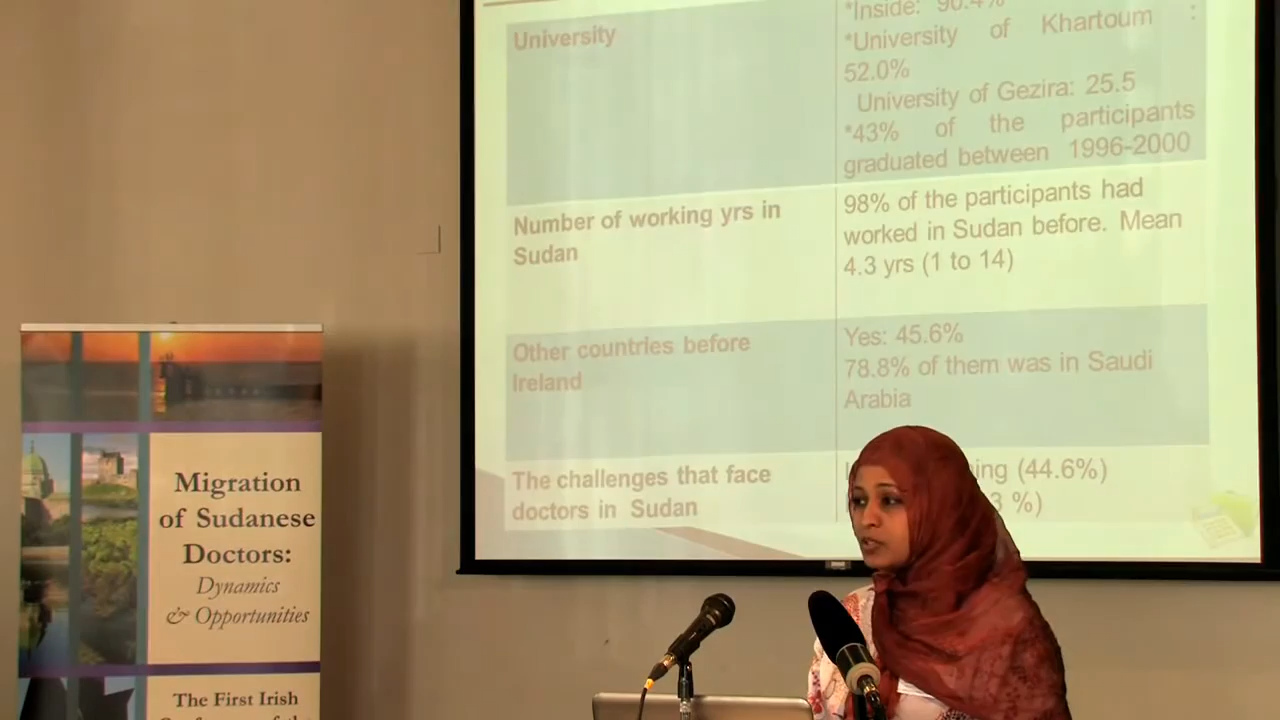 University
*Inside: 90.4%
*University of Khartoum :
52.0%
University of Gezira: 25.5
*43% of the participants
graduated between 1996-2000
Number of working yrs in
Sudan
98% of the participants had
worked in Sudan before. Mean
4.3 yrs (1 to 14)
Other countries before
Ireland
Yes: 45.6%
78.8% of them was in Saudi
Arabia
The challenges that face
doctors in Sudan
(44.6%)
%)
Migration
of Sudanese
Doctors:
Dynamics
& Opportunities
The First Irish